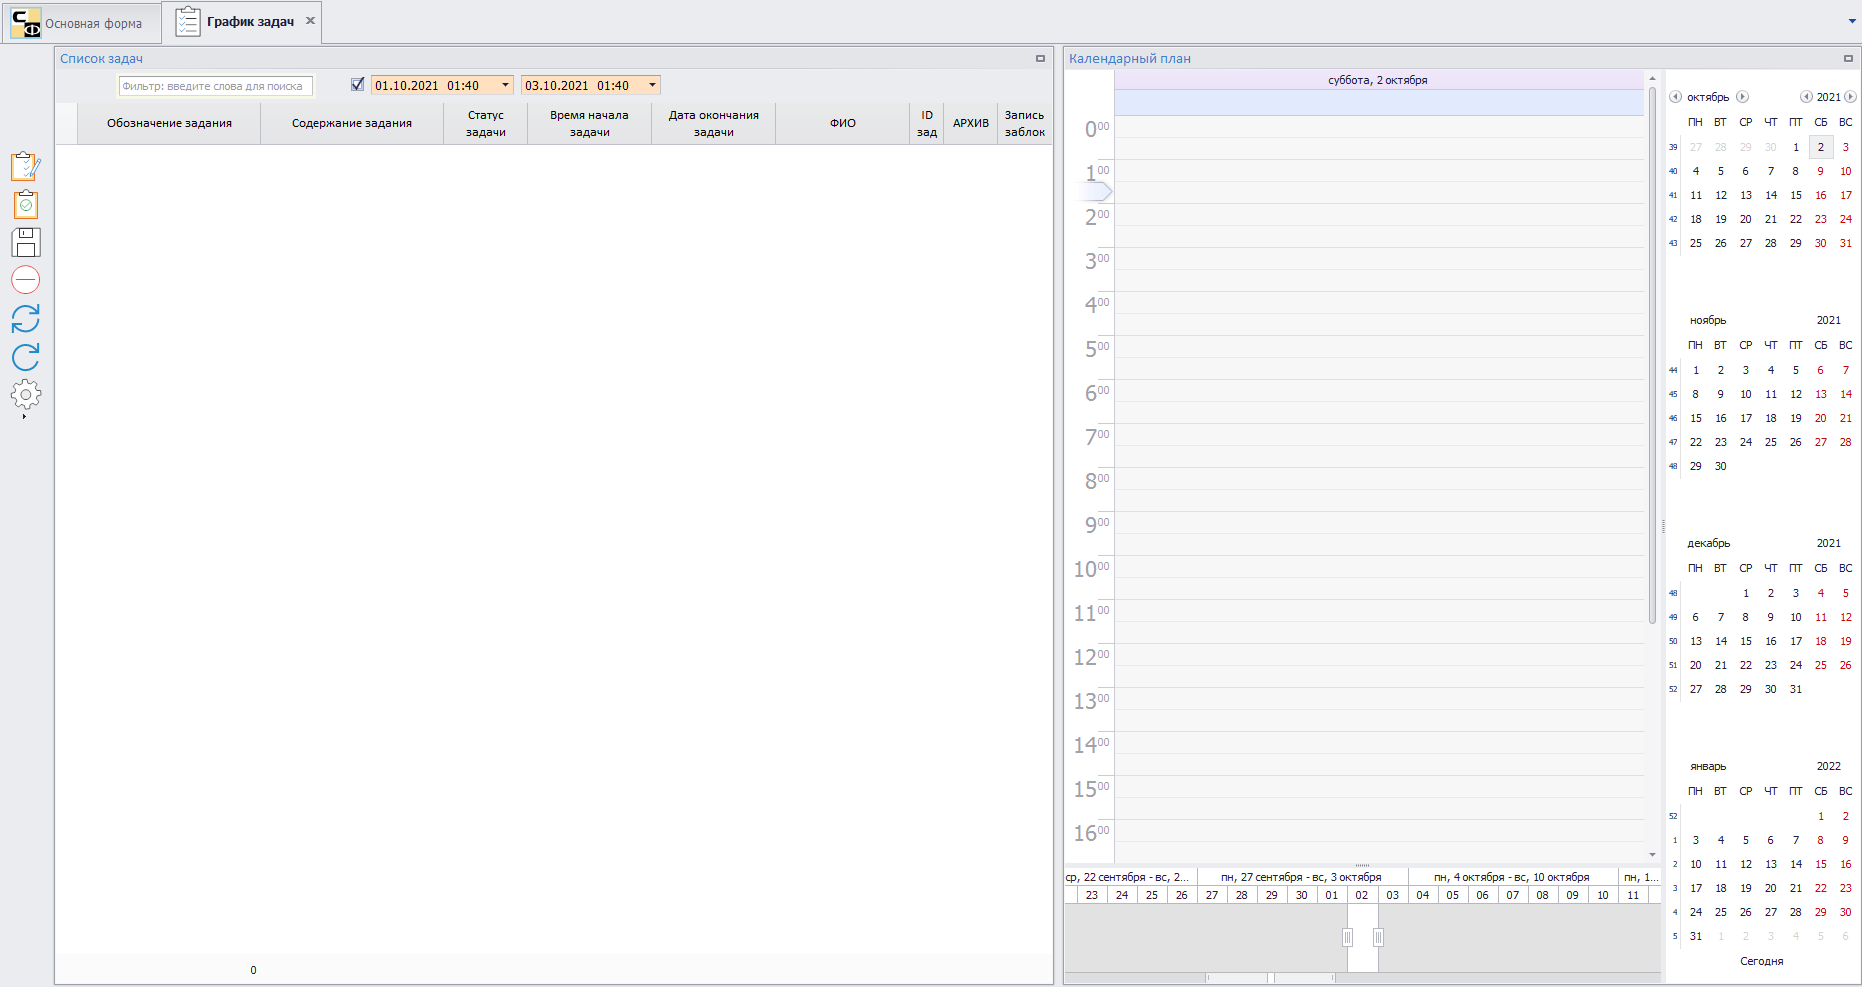 СФ Основная форма
График задач
Список задач
Фильтр: введите слова для поиска
01.10.2021 01:40
03.10.2021 01:40
Обозначение задания
Содержание задания
Статус
задачи
Время начала
задачи
Дата окончания
задачи
ФИО
ID
зад
АРХИВ
Запись
заблок
0
Календарный план
суббота, 2 октября
0 00
1 00
2 00
3 00
4 00
5 00
6 00
7 00
8 00
9 00
10 00
11 00
12 00
13 00
14 00
15 00
16 00
ср, 22 сентября - вс, 2... пн, 27 сентября - вс, 3 октября пн, 4 октября - вс, 10 октября пн, 1...
23 24 25 26 27 28 29 30 01 02 03 04 05 06 07 08 09 10 11
октябрь 2021
ПН ВТ СР ЧТ ПТ СБ ВС
39 27 28 29 30 1 2 3
40 4 5 6 7 8 9 10
41 11 12 13 14 15 16 17
42 18 19 20 21 22 23 24
43 25 26 27 28 29 30 31
ноябрь 2021
ПН ВТ СР ЧТ ПТ СБ ВС
44 1 2 3 4 5 6 7
45 8 9 10 11 12 13 14
46 15 16 17 18 19 20 21
47 22 23 24 25 26 27 28
48 29 30
декабрь 2021
ПН ВТ СР ЧТ ПТ СБ ВС
48 1 2 3 4 5
49 6 7 8 9 10 11 12
50 13 14 15 16 17 18 19
51 20 21 22 23 24 25 26
52 27 28 29 30 31
январь 2022
ПН ВТ СР ЧТ ПТ СБ ВС
52 1 2
1 3 4 5 6 7 8 9
2 10 11 12 13 14 15 16
3 17 18 19 20 21 22 23
4 24 25 26 27 28 29 30
5 31 1 2 3 4 5 6
Сегодня